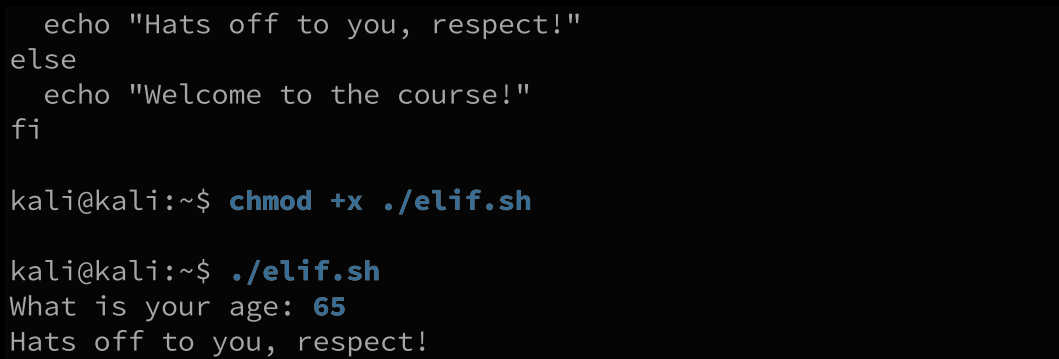 echo "Hats off to you, respect!"
else
  echo "Welcome to the course!"
fi
kali@kali:~$ chmod +x ./elif.sh
kali@kali:~$ ./elif.sh
What is your age: 65
Hats off to you, respect!